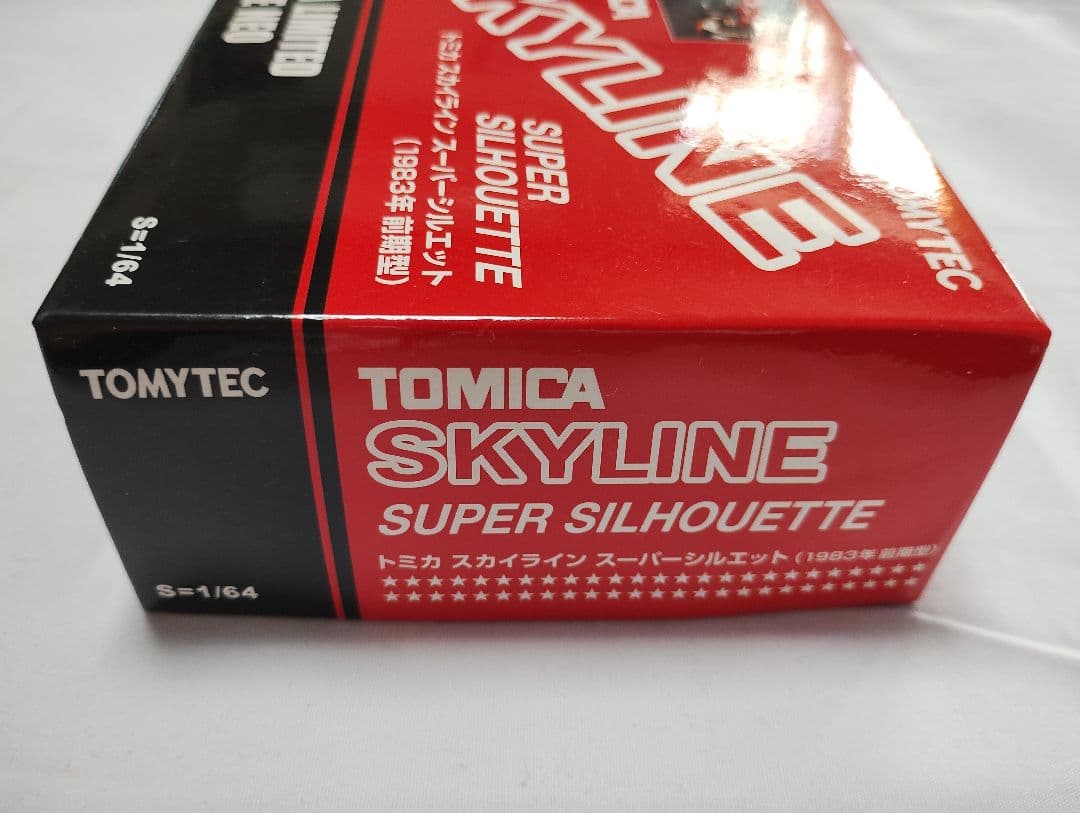 LIMITED
NEO
S=1/64
TOMICA
SKYLINE
SUPER
SILHOUETTE
トミカ スカイライン スーパーシルエット
(1983年 前期型)
TOMYTEC
TOMYTEC
S=1/64
TOMICA
SKYLINE
SUPER SILHOUETTE
トミカ スカイライン スーパーシルエット(1983年 前期型)